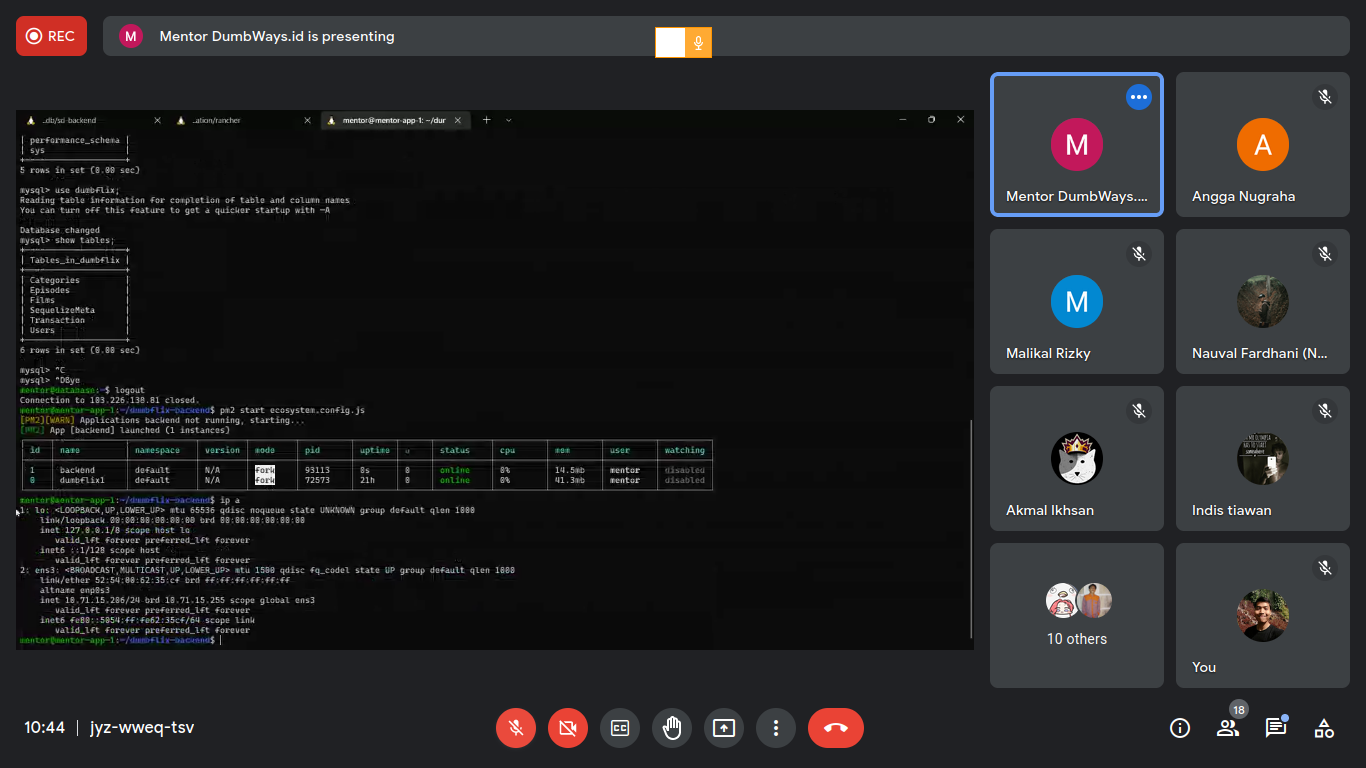 REC
M
Mentor DumbWays.id is presenting
..db/sci-backend
..ation/rancher
mentor@mentor-app-1: ~/dur
| performance_schema |
| sys |
5 rows in set (0.00 sec)
mysql> use dumbflix;
Reading table information for completion of table and column names
You can turn off this feature to get a quicker startup with -A
Database changed
mysql> show tables;
| Tables_in_dumbflix |
| Categories |
| Episodes |
| Films |
| SequelizeMeta |
| Transaction |
| Users |
6 rows in set (0.00 sec)
mysql> ^C
mysql> ^DBye
mentor@database:~$ logout
Connection to 103.226.138.81 closed.
mentor@mentor-app-1:~/dumbflix-backend$ pm2 start ecosystem.config.js
[PM2][WARN] Applications backend not running, starting...
[PM2] App [backend] launched (1 instances)
id name namespace version mode pid uptime status cpu mem user watching
1 backend default N/A fork 93113 0s 0 online 0% 14.5mb mentor disabled
0 dumbflix1 default N/A fork 72573 21h 0 online 0% 41.3mb mentor disabled
mentor@mentor-app-1:~/dumbflix-backend$ ip a
1: lo: <LOOPBACK,UP,LOWER_UP> mtu 65536 qdisc noqueue state UNKNOWN group default qlen 1000
link/loopback 00:00:00:00:00:00 brd 00:00:00:00:00:00
inet 127.0.0.1/8 scope host lo
valid_lft forever preferred_lft forever
inet6 ::1/128 scope host
valid_lft forever preferred_lft forever
2: ens3: <BROADCAST,MULTICAST,UP,LOWER_UP> mtu 1500 qdisc fq_codel state UP group default qlen 1000
link/ether 52:54:00:62:35:cf brd ff:ff:ff:ff:ff:ff
altname enp0s3
inet 10.71.15.206/24 brd 10.71.15.255 scope global ens3
valid_lft forever preferred_lft forever
inet6 fe80::5054:ff:fe62:35cf/64 scope link
valid_lft forever preferred_lft forever
mentor@mentor-app-1:~/dumbflix-backend$
M
Mentor DumbWays....
A
Angga Nugraha
M
Malikal Rizky
Nauval Fardhani (N...
Akmal Ikhsan
Indis tiawan
10 others
You
10:44 | jyz-wweq-tsv
18